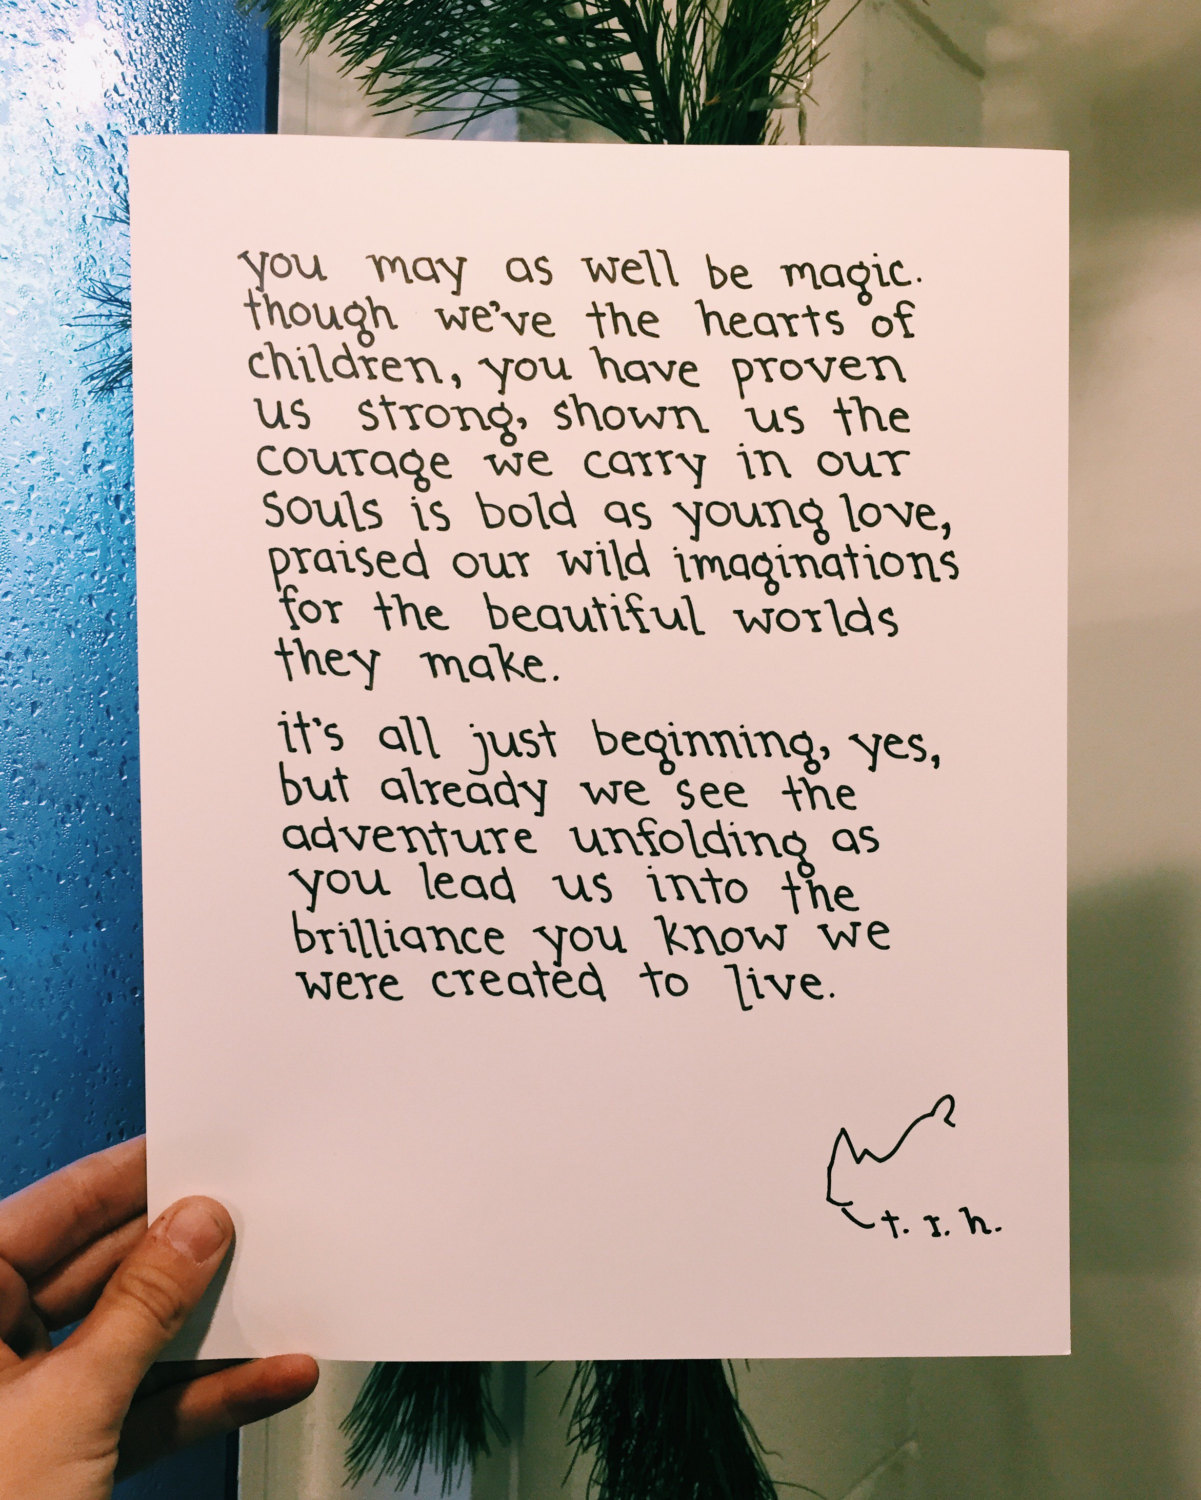 you may as well be magic.
though we've the hearts of
children, you have proven
us strong, shown us the
courage we carry in our
souls is bold as young love,
praised our wild imaginations
for the beautiful worlds
they make.
it's all just beginning, yes,
but already we see the
adventure unfolding as
you lead us into the
brilliance you know we
were created to live.
t. r. h.